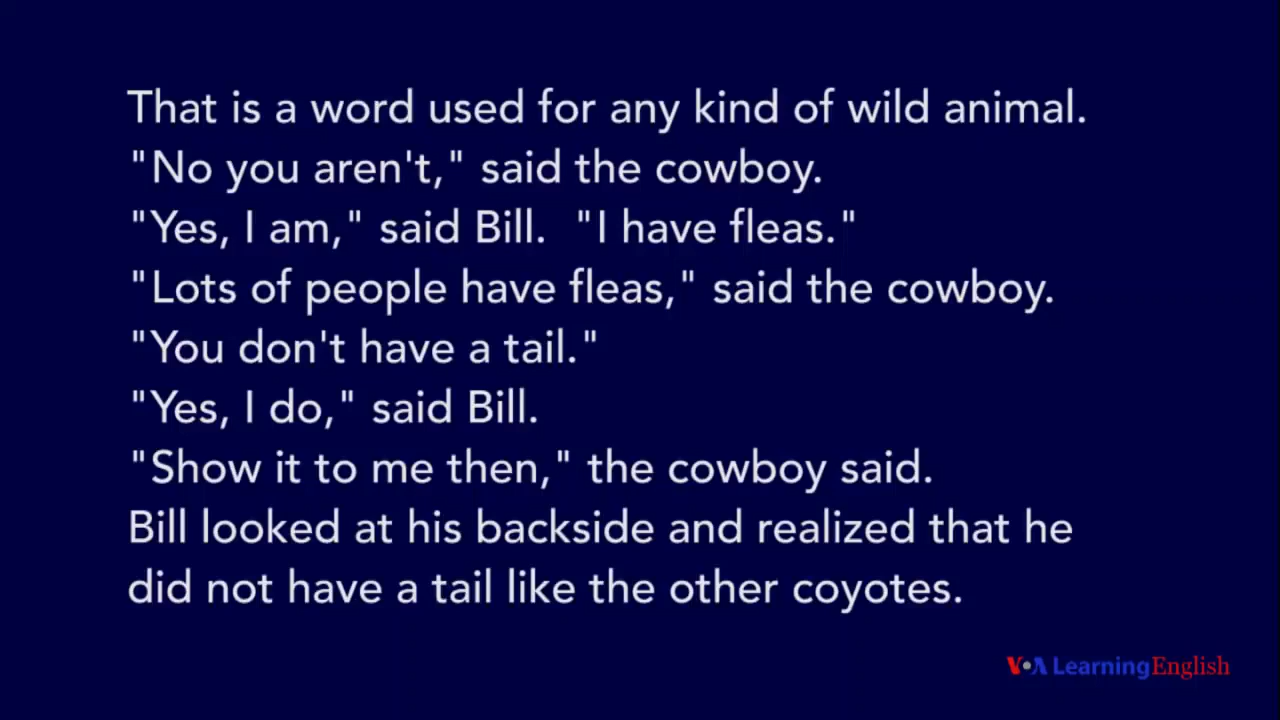 That is a word used for any kind of wild animal.
"No you aren't," said the cowboy.
"Yes, I am," said Bill.  "I have fleas."
"Lots of people have fleas," said the cowboy.
"You don't have a tail."
"Yes, I do," said Bill.
"Show it to me then," the cowboy said.
Bill looked at his backside and realized that he
did not have a tail like the other coyotes.
VOA LearningEnglish